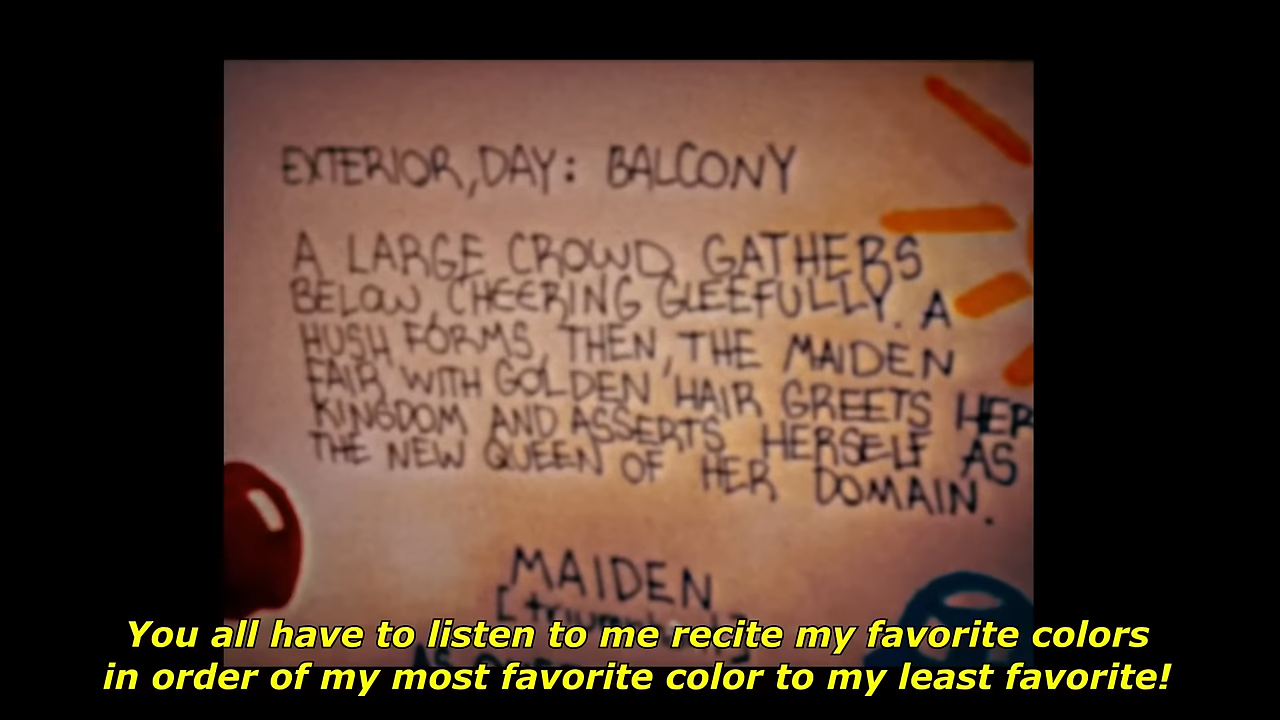 EXTERIOR, DAY: BALCONY
A LARGE CROWD GATHERS
BELOW, CHEERING GLEEFULLY. A
HUSH FORMS, THEN, THE MAIDEN
FAIR WITH GOLDEN HAIR GREETS HER
KINGDOM AND ASSERTS HERSELF AS
THE NEW QUEEN OF HER DOMAIN.
MAIDEN
You all have to listen to me recite my favorite colors
in order of my most favorite color to my least favorite!